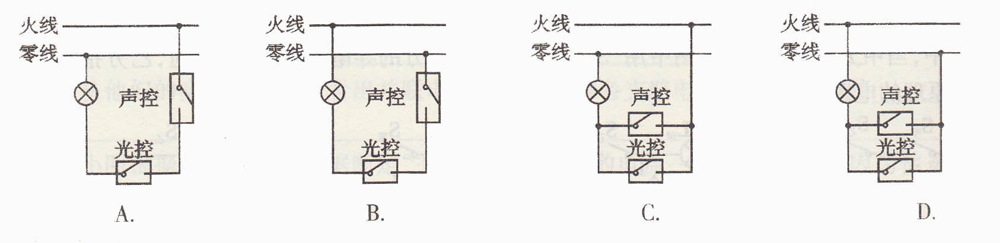 火线 火线 火线 火线
零线 零线 零线 零线
声控 声控 声控 声控
光控 光控 光控 光控
A. B. C. D.